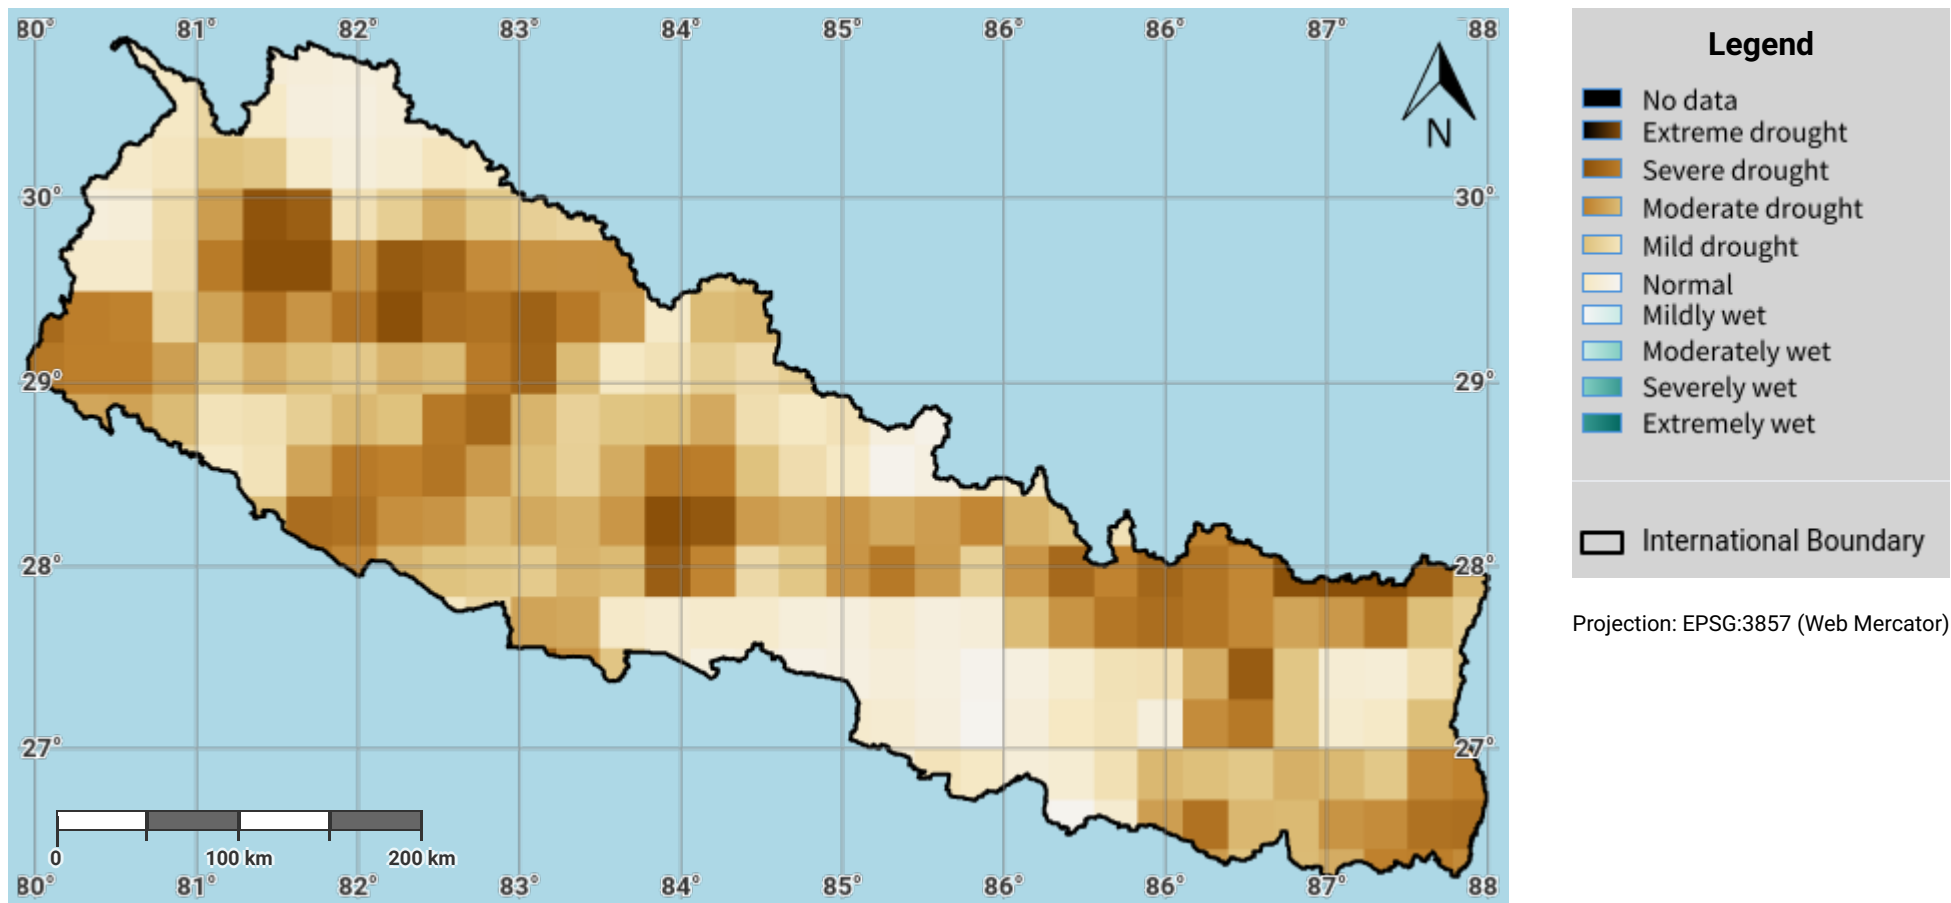 80° 81° 82° 83° 84° 85° 86° 86° 87° 88
30° 30°
29° 29°
28° 28°
27° 27°
N
0 100 km 200 km
80° 81° 82° 83° 84° 85° 86° 86° 87° 88
Legend
No data
Extreme drought
Severe drought
Moderate drought
Mild drought
Normal
Mildly wet
Moderately wet
Severely wet
Extremely wet
International Boundary
Projection: EPSG:3857 (Web Mercator)